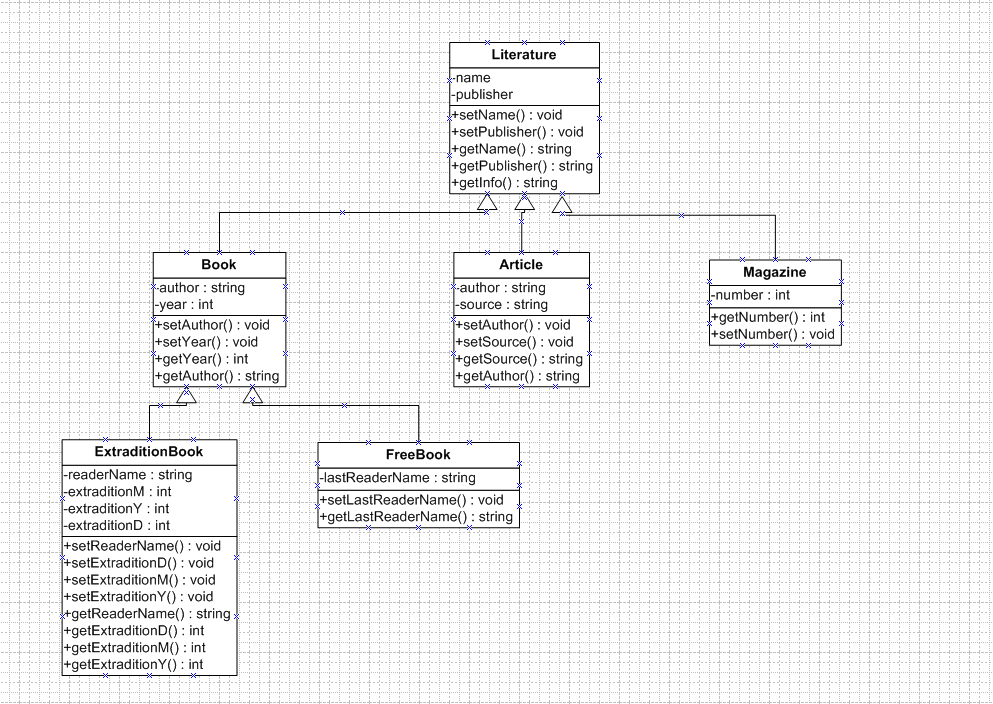 Literature
-name
-publisher
+setName() : void
+setPublisher() : void
+getName() : string
+getPublisher() : string
+getInfo() : string
Book
-author : string
-year : int
+setAuthor() : void
+setYear() : void
+getYear() : int
+getAuthor() : string
Article
-author : string
-source : string
+setAuthor() : void
+setSource() : void
+getSource() : string
+getAuthor() : string
Magazine
-number : int
+getNumber() : int
+setNumber() : void
ExtraditionBook
-readerName : string
-extraditionM : int
-extraditionY : int
-extraditionD : int
+setReaderName() : void
+setExtraditionD() : void
+setExtraditionM() : void
+setExtraditionY() : void
+getReaderName() : string
+getExtraditionD() : int
+getExtraditionM() : int
+getExtraditionY() : int
FreeBook
-lastReaderName : string
+setLastReaderName() : void
+getLastReaderName() : string